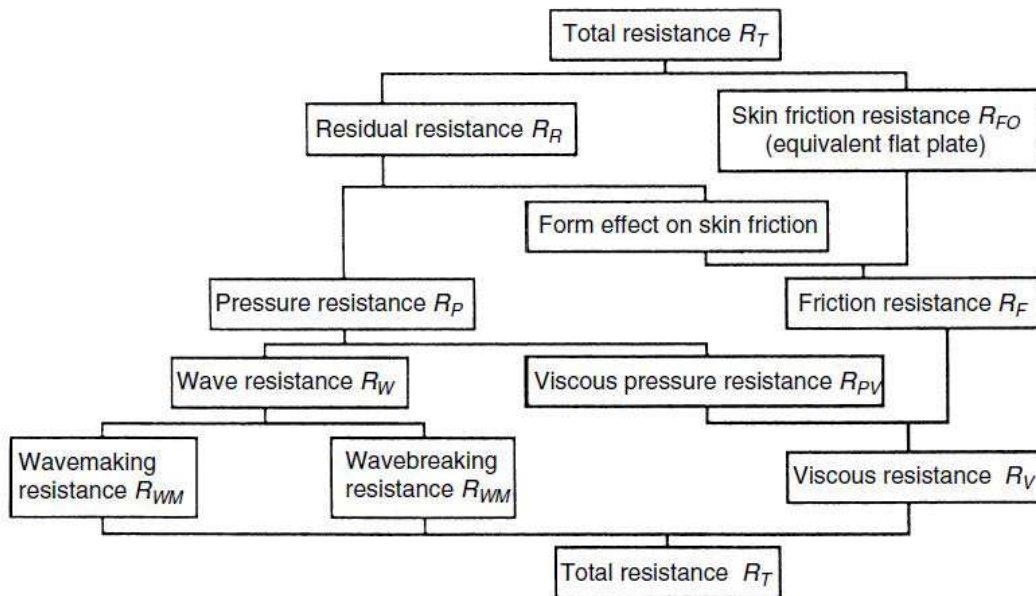 Total resistance R_T
Residual resistance R_R
Skin friction resistance R_FO
(equivalent flat plate)
Form effect on skin friction
Pressure resistance R_P
Friction resistance R_F
Wave resistance R_W
Viscous pressure resistance R_PV
Wavemaking
resistance R_WM
Wavebreaking
resistance R_WM
Viscous resistance R_V
Total resistance R_T